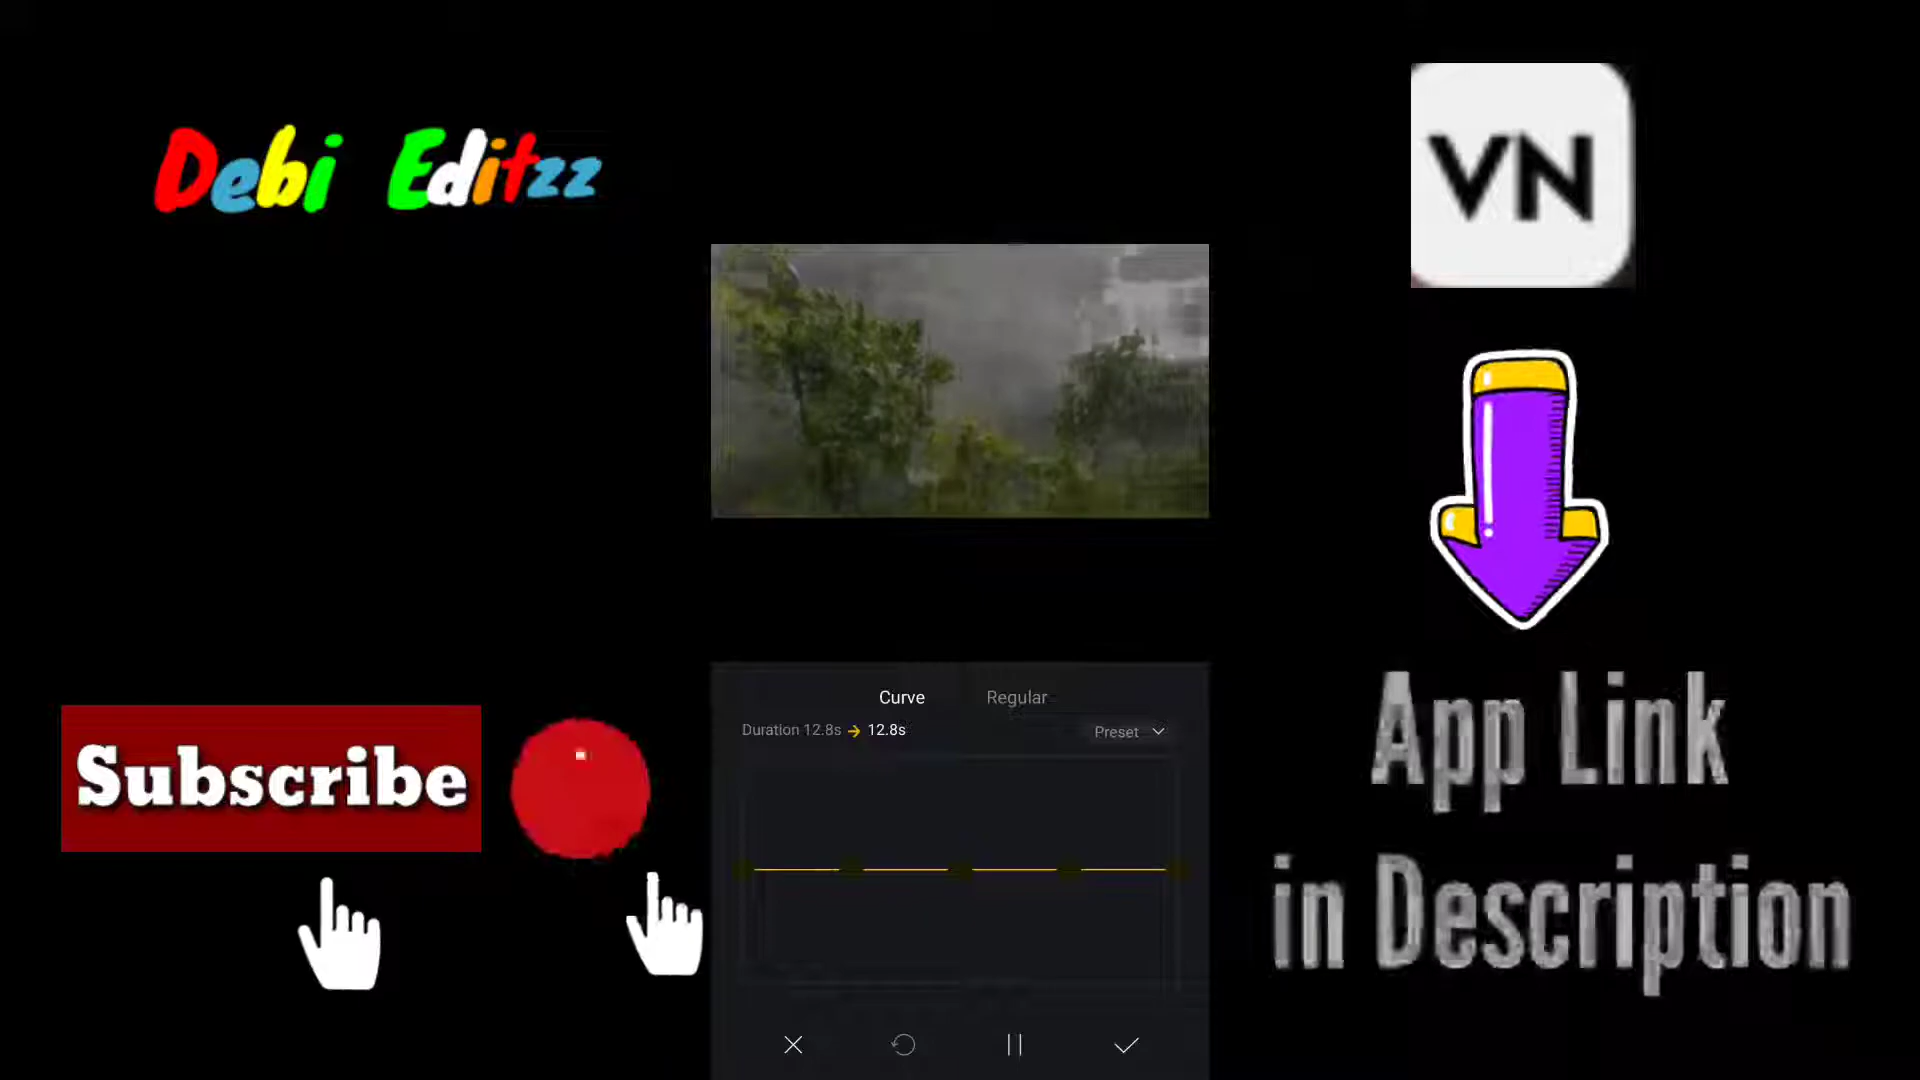 Debi Editzz
VN
Subscribe
Curve
Regular
Duration 12.8s
12.8s
Preset
App Link
in Description